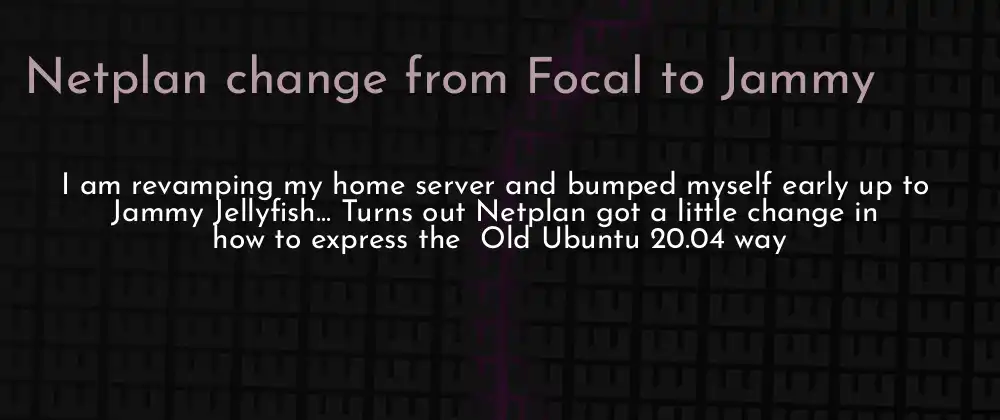 Netplan change from Focal to Jammy
I am revamping my home server and bumped myself early up to
Jammy Jellyfish... Turns out Netplan got a little change in
how to express the  Old Ubuntu 20.04 way